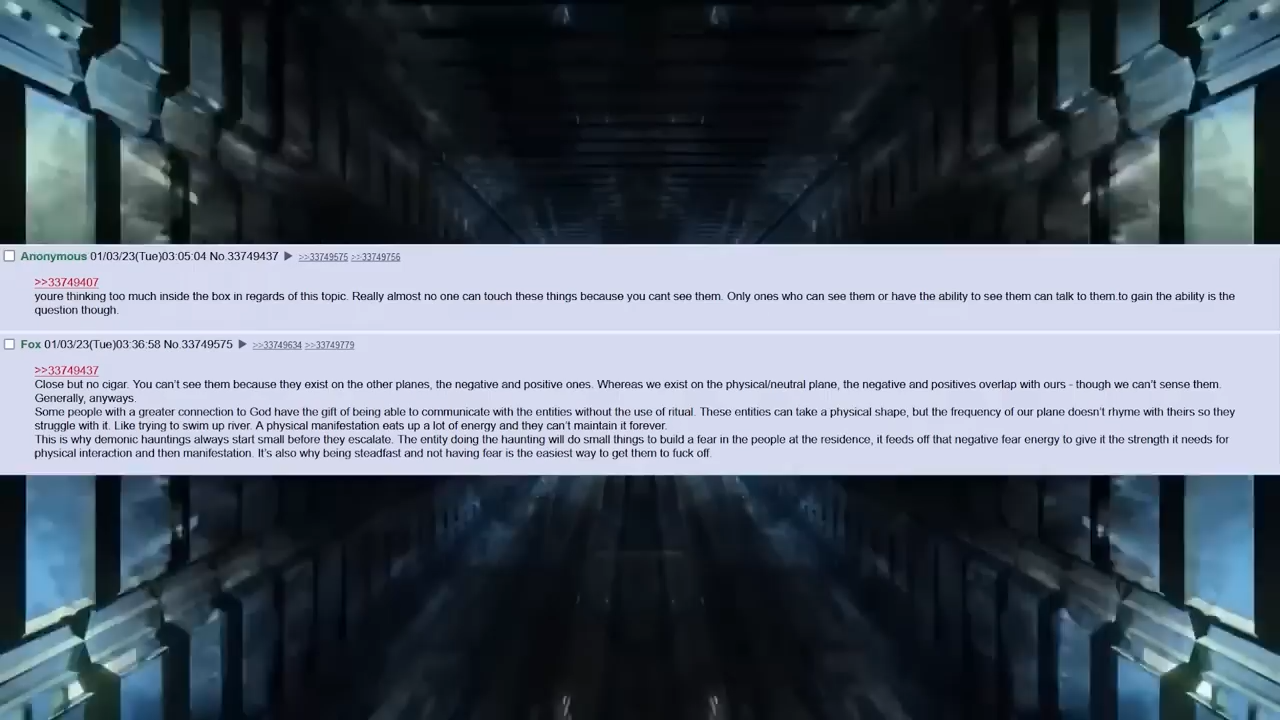 Anonymous 01/03/23(Tue)03:05:04 No.33749437 ▶ >>33749575 >>33749756
>>33749407
youre thinking too much inside the box in regards of this topic. Really almost no one can touch these things because you cant see them. Only ones who can see them or have the ability to see them can talk to them.to gain the ability is the
question though.
Fox 01/03/23(Tue)03:36:58 No.33749575 ▶ >>33749634 >>33749779
>>33749437
Close but no cigar. You can't see them because they exist on the other planes, the negative and positive ones. Whereas we exist on the physical/neutral plane, the negative and positives overlap with ours - though we can't sense them.
Generally, anyways.
Some people with a greater connection to God have the gift of being able to communicate with the entities without the use of ritual. These entities can take a physical shape, but the frequency of our plane doesn't rhyme with theirs so they
struggle with it. Like trying to swim up river. A physical manifestation eats up a lot of energy and they can't maintain it forever.
This is why demonic hauntings always start small before they escalate. The entity doing the haunting will do small things to build a fear in the people at the residence, it feeds off that negative fear energy to give it the strength it needs for
physical interaction and then manifestation. It's also why being steadfast and not having fear is the easiest way to get them to fuck off.